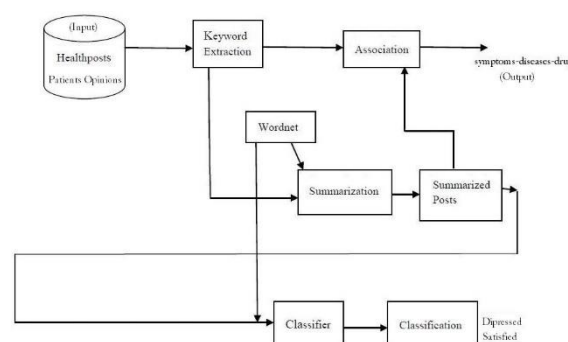 (Input)
Healthposts
Patients Opinions
Keyword
Extraction
Association
symptoms-diseases-dru
(Output)
Wordnet
Summarization
Summarized
Posts
Classifier
Classification
Dipressed
Satisfied